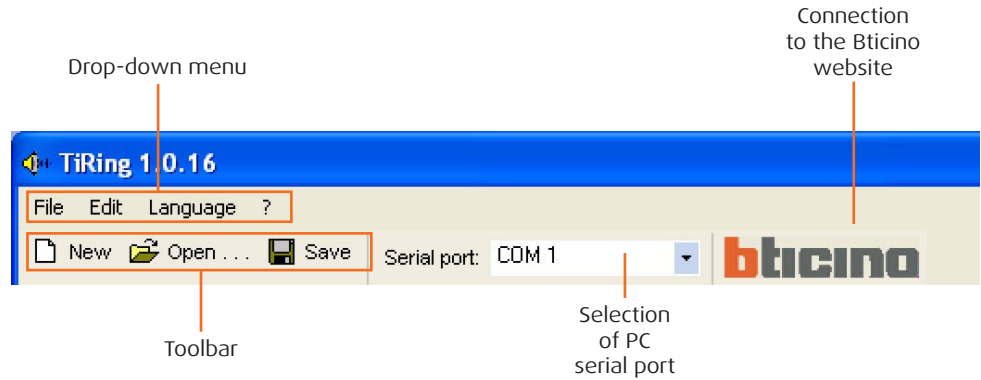 Connection
to the Bticino
website
Drop-down menu
TiRing 1.0.16
File Edit Language ?
New Open . . . Save Serial port: COM 1 bticino
Selection
of PC
serial port
Toolbar